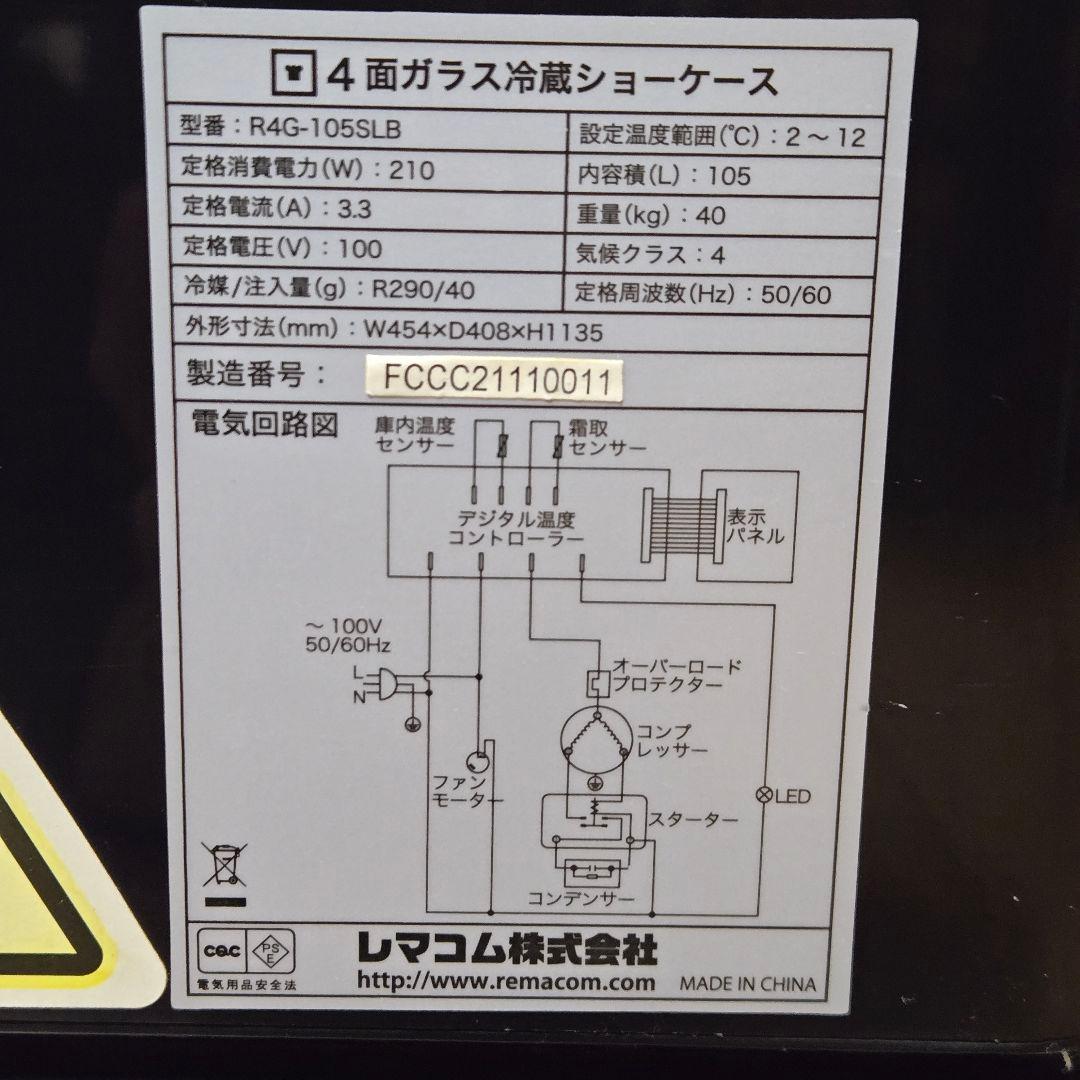 4面ガラス冷蔵ショーケース
型番：R4G-105SLB
設定温度範囲(℃)：2～12
定格消費電力(W)：210
内容積(L)：105
定格電流(A)：3.3
重量(kg)：40
定格電圧(V)：100
気候クラス：4
冷媒/注入量(g)：R290/40
定格周波数(Hz)：50/60
外形寸法(mm)：W454×D408×H1135
製造番号：FCCC21110011
電気回路図
庫内温度
センサー
霜取
センサー
デジタル温度
コントローラー
表示
パネル
～100V
50/60Hz
L
N
オーバーロード
プロテクター
コンプ
レッサー
ファン
モーター
LED
スターター
コンデンサー
CQC
PS
E
電気用品安全法
レマコム株式会社
http://www.remacom.com
MADE IN CHINA